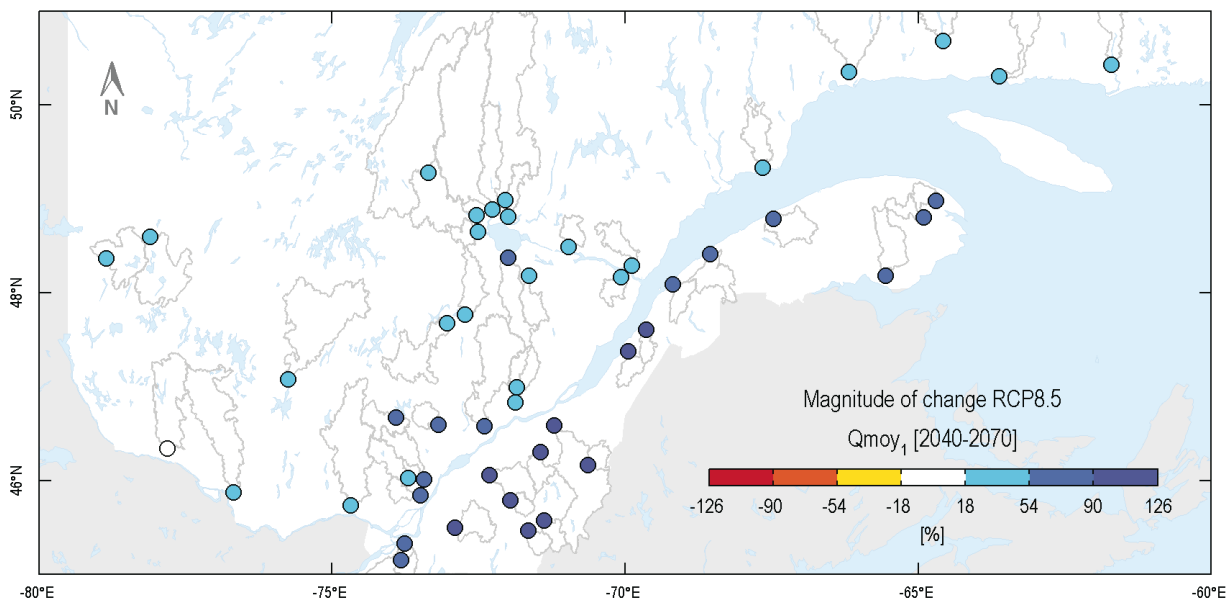 N
50°N
48°N
46°N
Magnitude of change RCP8.5
Qmoy1 [2040-2070]
-126 -90 -54 -18 18 54 90 126
[%]
-80°E -75°E -70°E -65°E -60°E